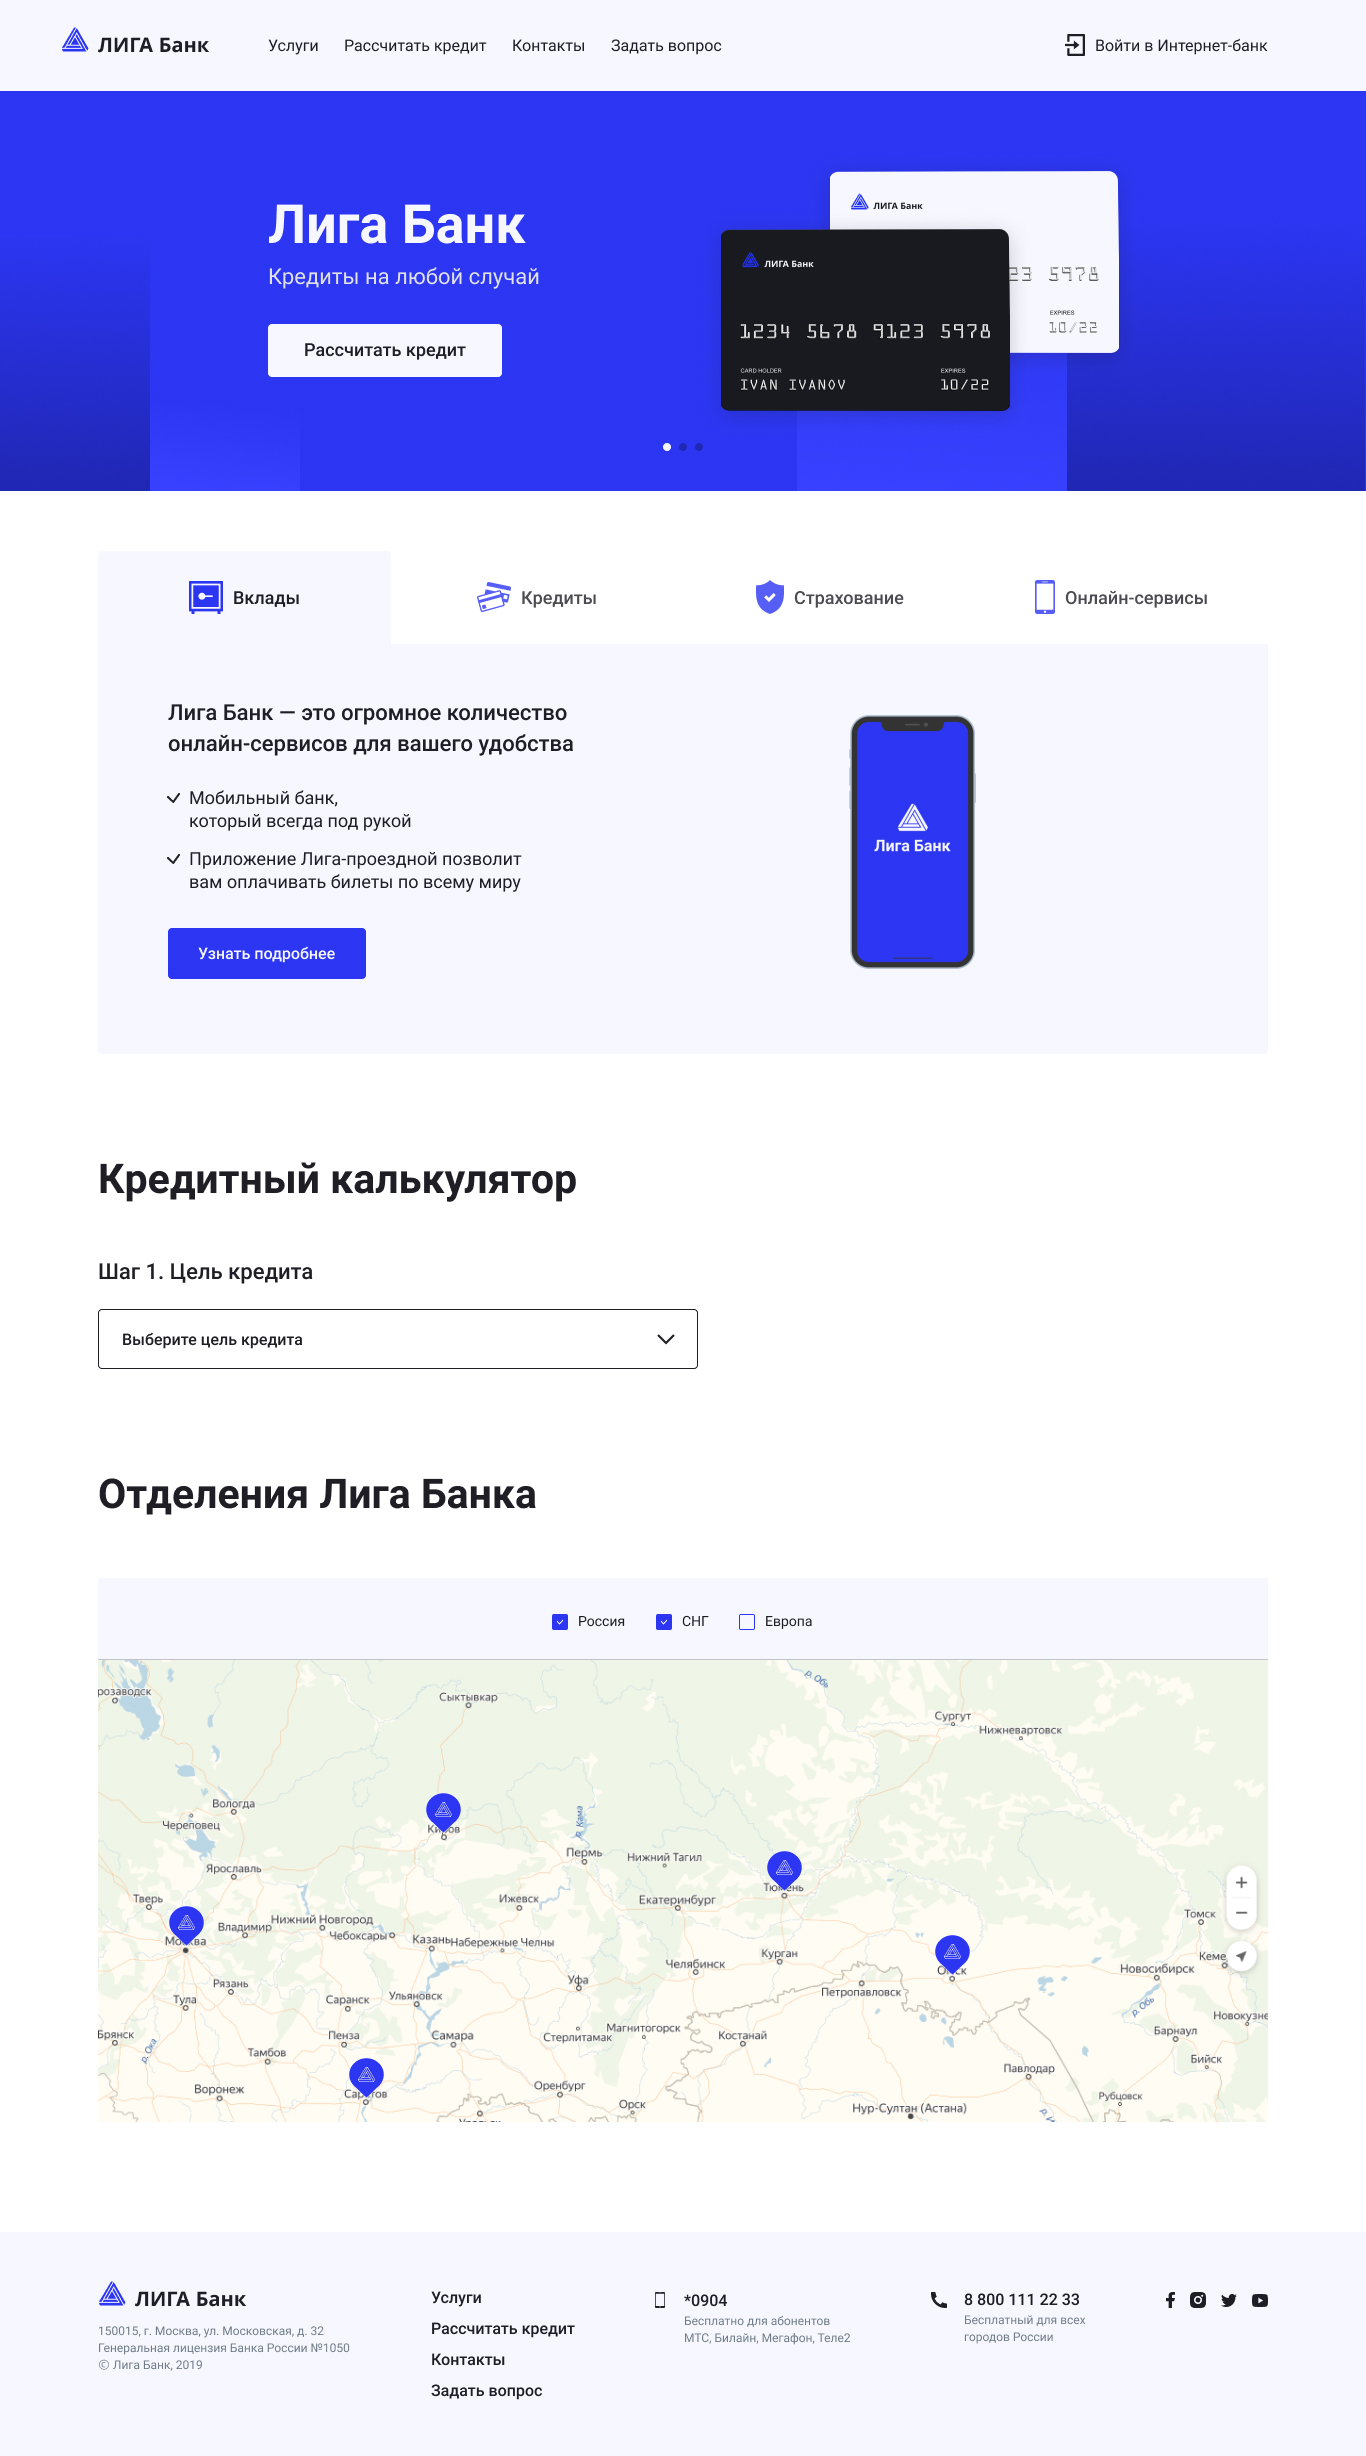 ЛИГА Банк
Услуги
Рассчитать кредит
Контакты
Задать вопрос
Войти в Интернет-банк
Лига Банк
Кредиты на любой случай
Рассчитать кредит
ЛИГА Банк
23 5978
EXPIRES
10/22
ЛИГА Банк
1234 5678 9123 5978
CARD HOLDER
IVAN IVANOV
EXPIRES
10/22
Вклады
Кредиты
Страхование
Онлайн-сервисы
Лига Банк — это огромное количество
онлайн-сервисов для вашего удобства
Мобильный банк,
который всегда под рукой
Приложение Лига-проездной позволит
вам оплачивать билеты по всему миру
Узнать подробнее
Лига Банк
Кредитный калькулятор
Шаг 1. Цель кредита
Выберите цель кредита
Отделения Лига Банка
Россия
СНГ
Европа
розаводск
Сыктывкар
р. Обь
Сургут
Нижневартовск
Вологда
Череповец
р. Кама
Пермь
Нижний Тагил
Ярославль
Тверь
Ижевск
Екатеринбург
Томск
Владимир
Нижний Новгород
Чебоксары
Казань
Набережные Челны
Курган
Челябинск
Кеме
Новосибирск
Рязань
Уфа
Петропавловск
Тула
Саранск
Ульяновск
р. Обь
Новокузне
Брянск
р. Ока
Пенза
Самара
Стерлитамак
Магнитогорск
Костанай
Барнаул
Тамбов
Бийск
Павлодар
Воронеж
Оренбург
Орск
Рубцовск
Нур-Султан (Астана)
ЛИГА Банк
150015, г. Москва, ул. Московская, д. 32
Генеральная лицензия Банка России №1050
© Лига Банк, 2019
Услуги
Рассчитать кредит
Контакты
Задать вопрос
*0904
Бесплатно для абонентов
МТС, Билайн, Мегафон, Теле2
8 800 111 22 33
Бесплатный для всех
городов России